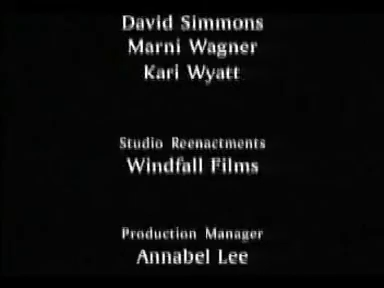 David Simmons
Marni Wagner
Kari Wyatt
Studio Reenactments
Windfall Films
Production Manager
Annabel Lee